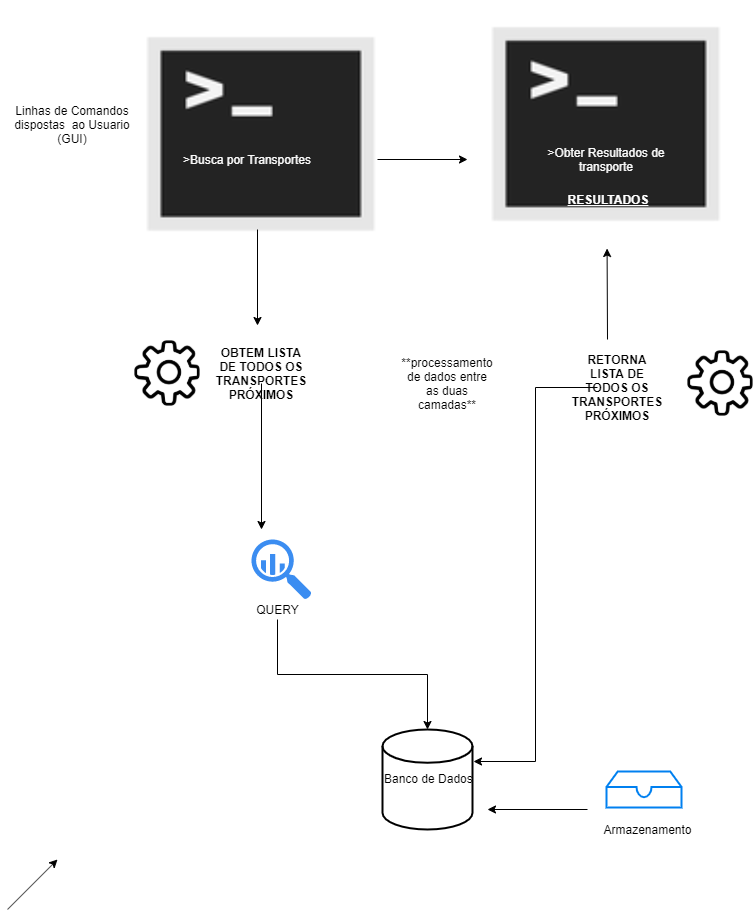 Linhas de Comandos
dispostas ao Usuario
(GUI)
>_
>Busca por Transportes
>_
>Obter Resultados de
transporte
RESULTADOS
OBTEM LISTA
DE TODOS OS
TRANSPORTES
PRÓXIMOS
**processamento
de dados entre
as duas
camadas**
RETORNA
LISTA DE
TODOS OS
TRANSPORTES
PRÓXIMOS
QUERY
Banco de Dados
Armazenamento